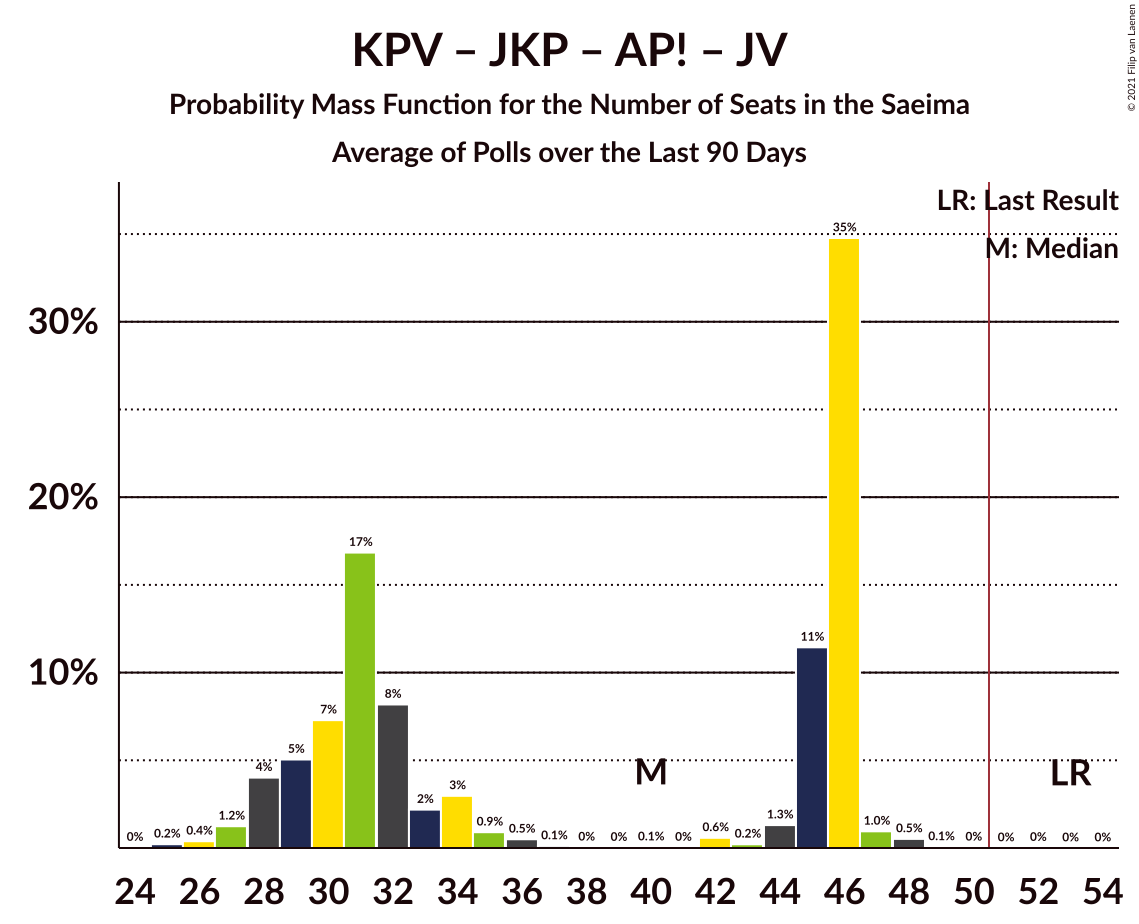 KPV – JKP – AP! – JV
Probability Mass Function for the Number of Seats in the Saeima
Average of Polls over the Last 90 Days
© 2021 Filip van Laenen
LR: Last Result
M: Median
30%
20%
10%
0% 0.2% 0.4% 1.2% 4% 5% 7% 17% 8% 2% 3% 0.9% 0.5% 0.1% 0% 0% 0.1% 0% 0.6% 0.2% 1.3% 11% 35% 1.0% 0.5% 0.1% 0% 0% 0% 0% 0%
M LR
24 26 28 30 32 34 36 38 40 42 44 46 48 50 52 54